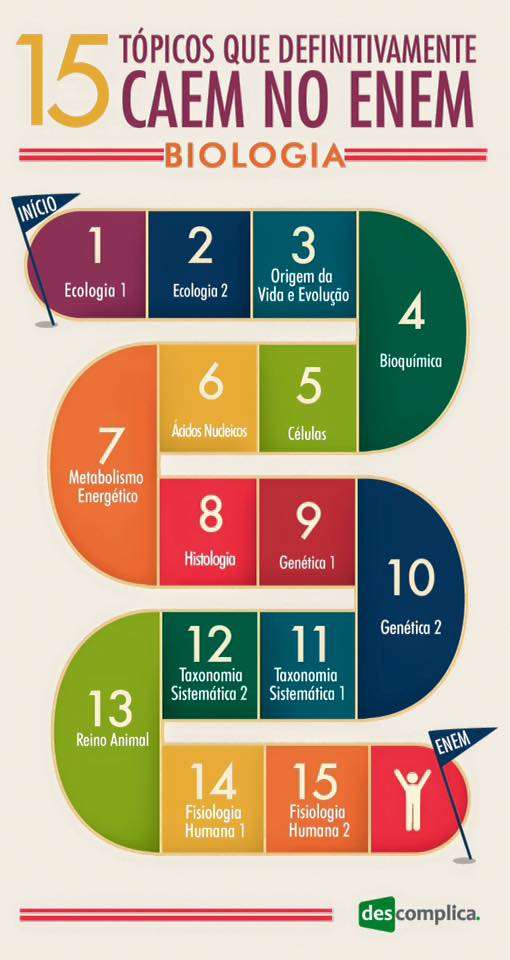 15 TÓPICOS QUE DEFINITIVAMENTE
CAEM NO ENEM
BIOLOGIA
INÍCIO
1
Ecologia 1
2
Ecologia 2
3
Origem da
Vida e Evolução
4
Bioquímica
5
Células
6
Ácidos Nucleicos
7
Metabolismo
Energético
8
Histologia
9
Genética 1
10
Genética 2
11
Taxonomia
Sistemática 1
12
Taxonomia
Sistemática 2
13
Reino Animal
14
Fisiologia
Humana 1
15
Fisiologia
Humana 2
ENEM
descomplica.